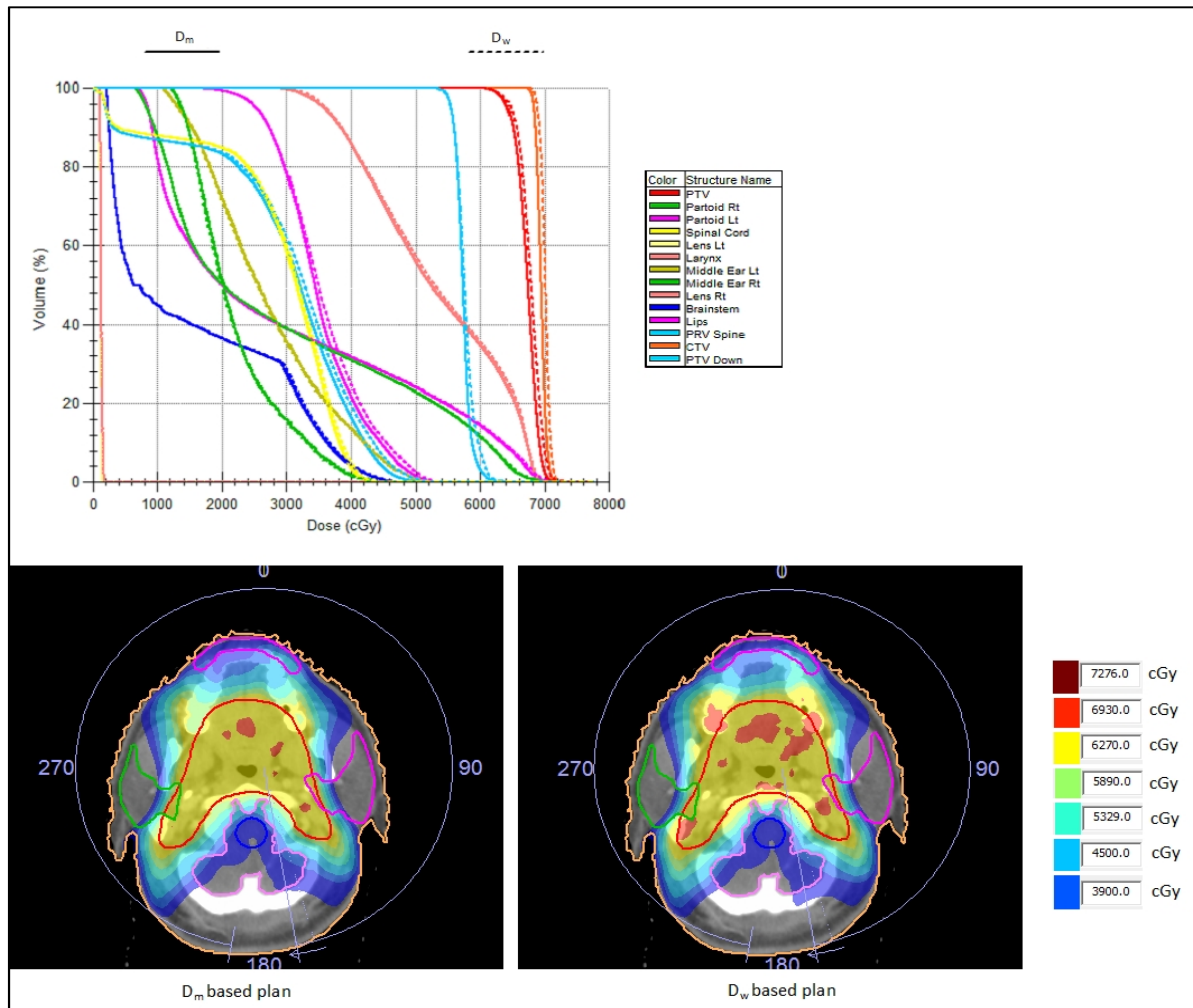 Dm
Dw
100
80
60
40
20
0
Volume (%)
0 1000 2000 3000 4000 5000 6000 7000 8000
Dose (cGy)
Color Structure Name
PTV
Partoid Rt
Partoid Lt
Spinal Cord
Lens Lt
Larynx
Middle Ear Lt
Middle Ear Rt
Lens Rt
Brainstem
Lips
PRV Spine
CTV
PTV Down
0
270
90
180
Dm based plan
0
270
90
180
Dw based plan
7276.0 cGy
6930.0 cGy
6270.0 cGy
5890.0 cGy
5329.0 cGy
4500.0 cGy
3900.0 cGy